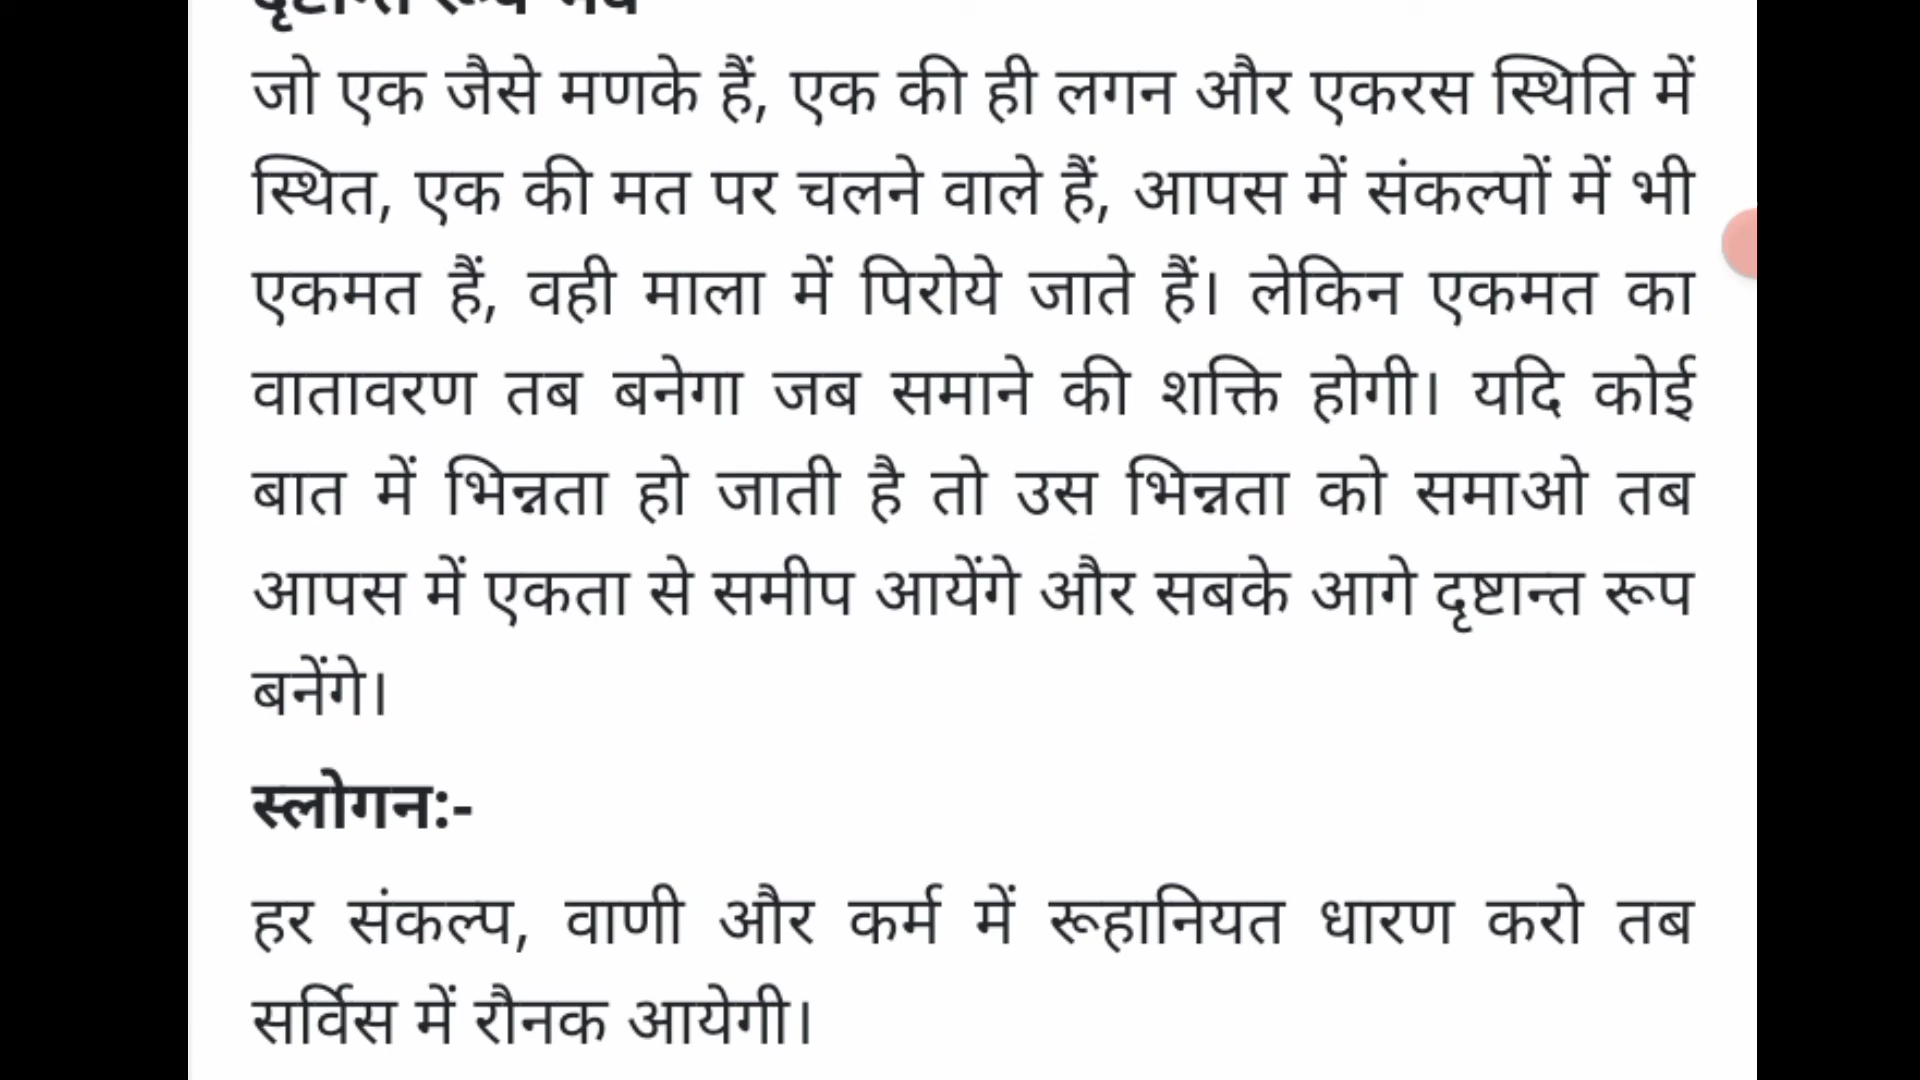 दृष्टान्त रूप भव
जो एक जैसे मणके हैं, एक की ही लगन और एकरस स्थिति में
स्थित, एक की मत पर चलने वाले हैं, आपस में संकल्पों में भी
एकमत हैं, वही माला में पिरोये जाते हैं। लेकिन एकमत का
वातावरण तब बनेगा जब समाने की शक्ति होगी। यदि कोई
बात में भिन्नता हो जाती है तो उस भिन्नता को समाओ तब
आपस में एकता से समीप आयेंगे और सबके आगे दृष्टान्त रूप
बनेंगे।
स्लोगन:-
हर संकल्प, वाणी और कर्म में रूहानियत धारण करो तब
सर्विस में रौनक आयेगी।